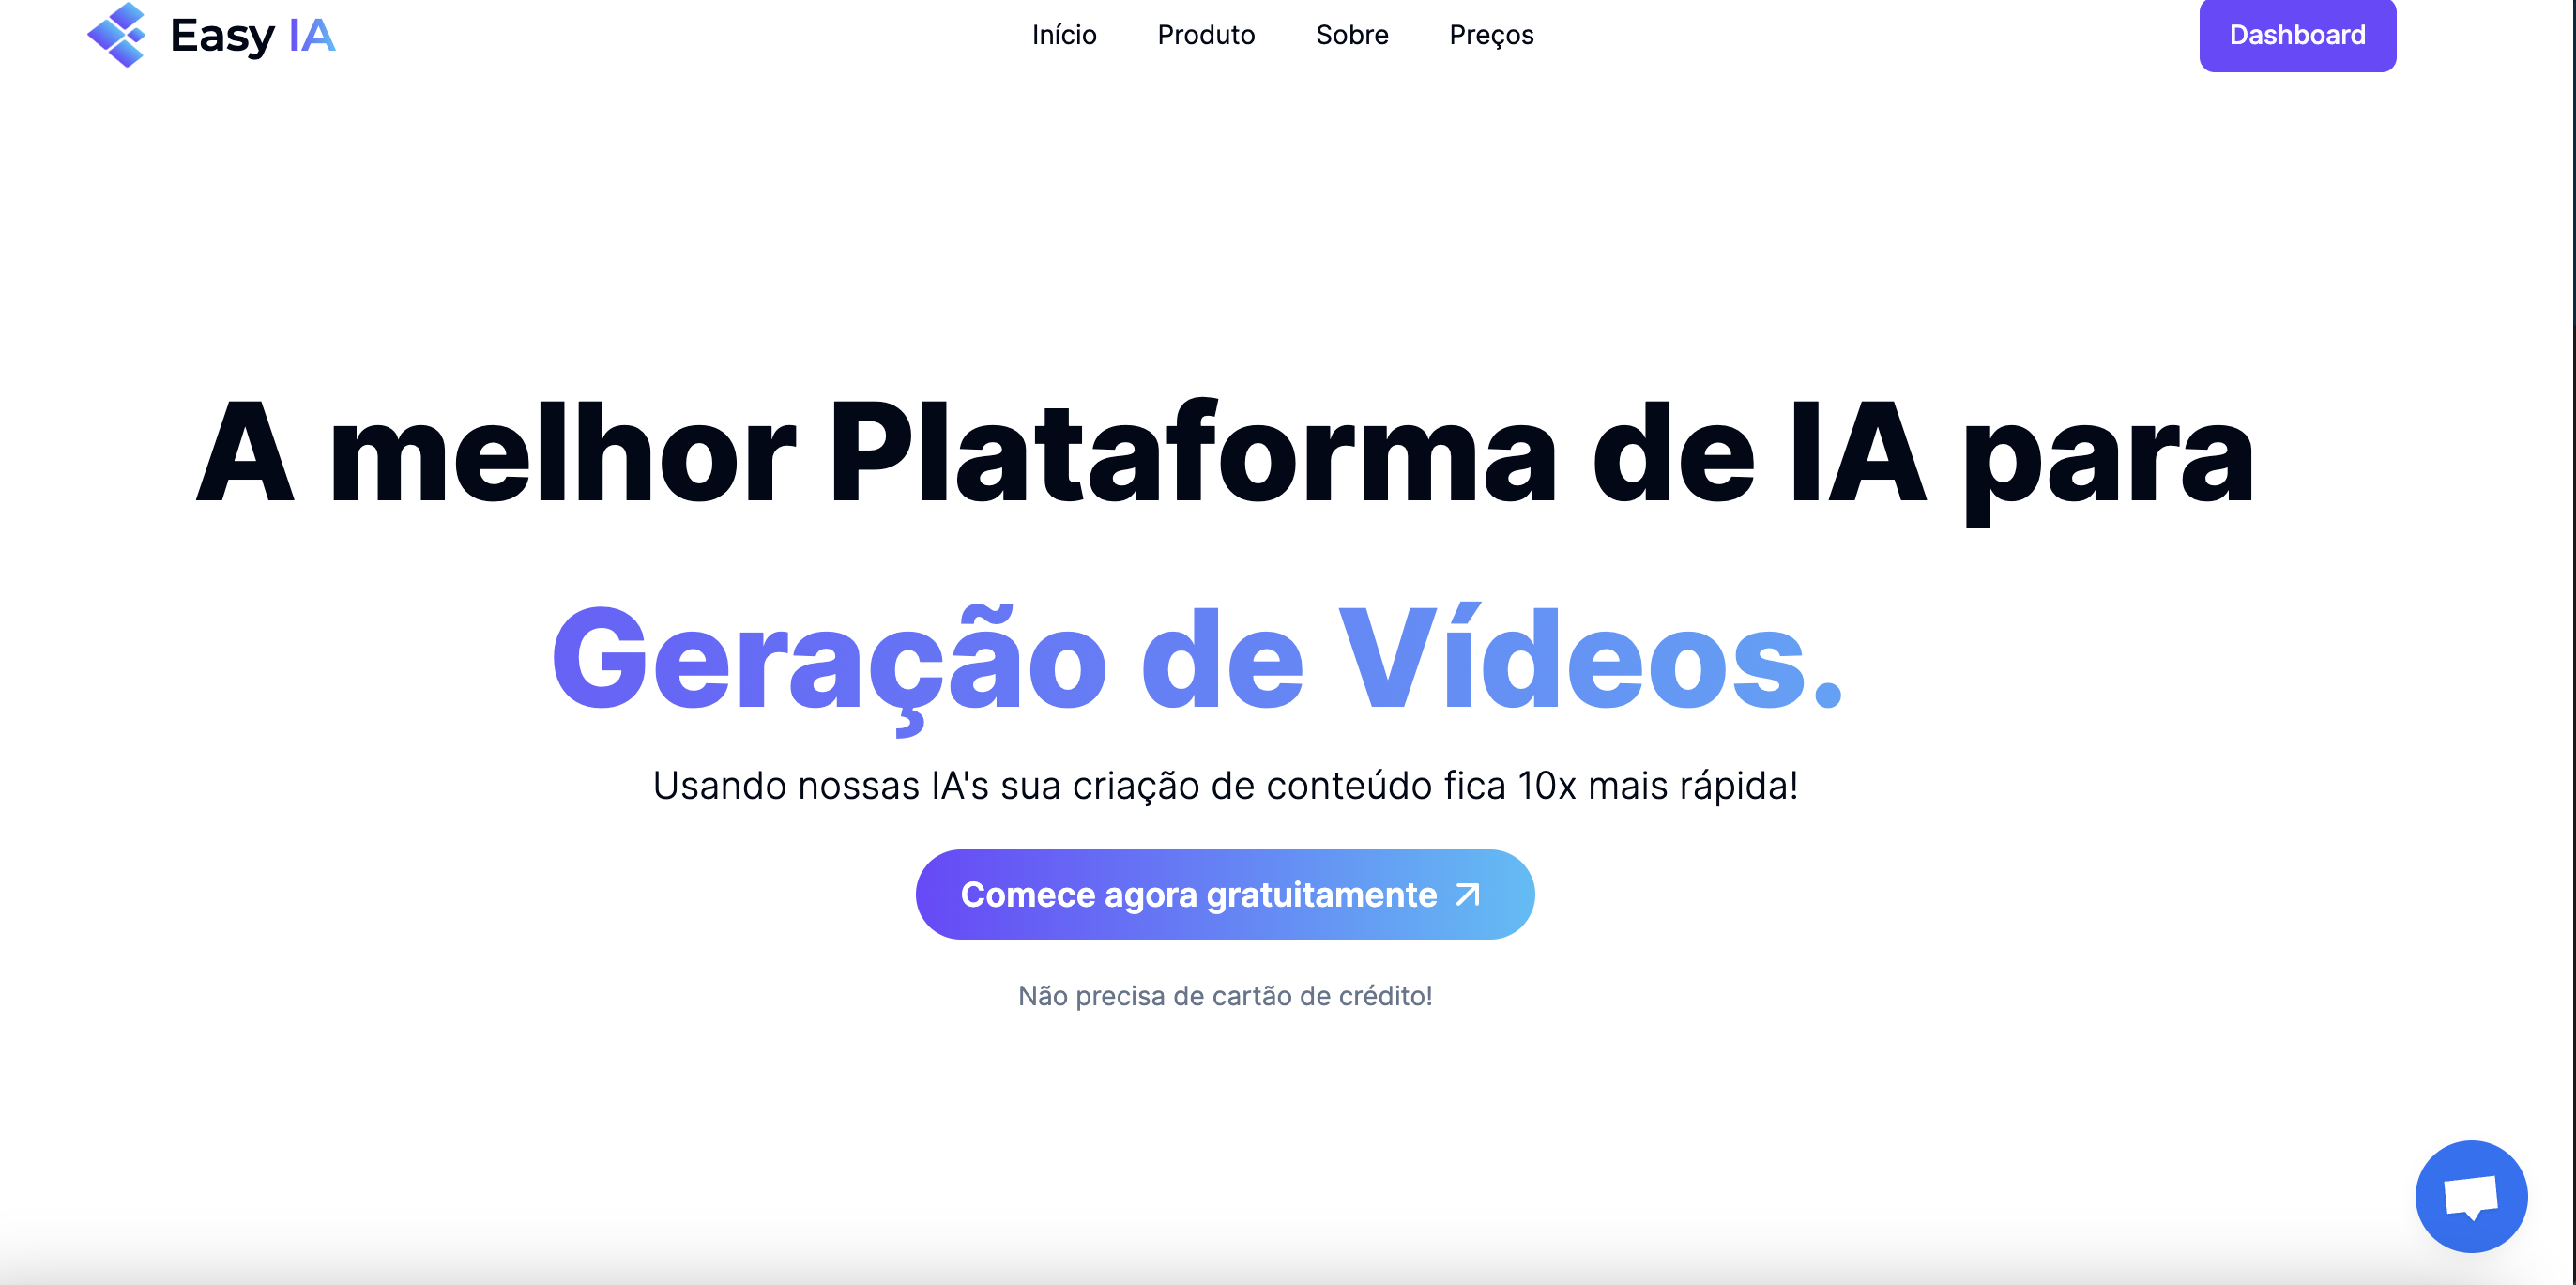 Easy IA
Início
Produto
Sobre
Preços
Dashboard
A melhor Plataforma de IA para
Geração de Vídeos.
Usando nossas IA's sua criação de conteúdo fica 10x mais rápida!
Comece agora gratuitamente
Não precisa de cartão de crédito!